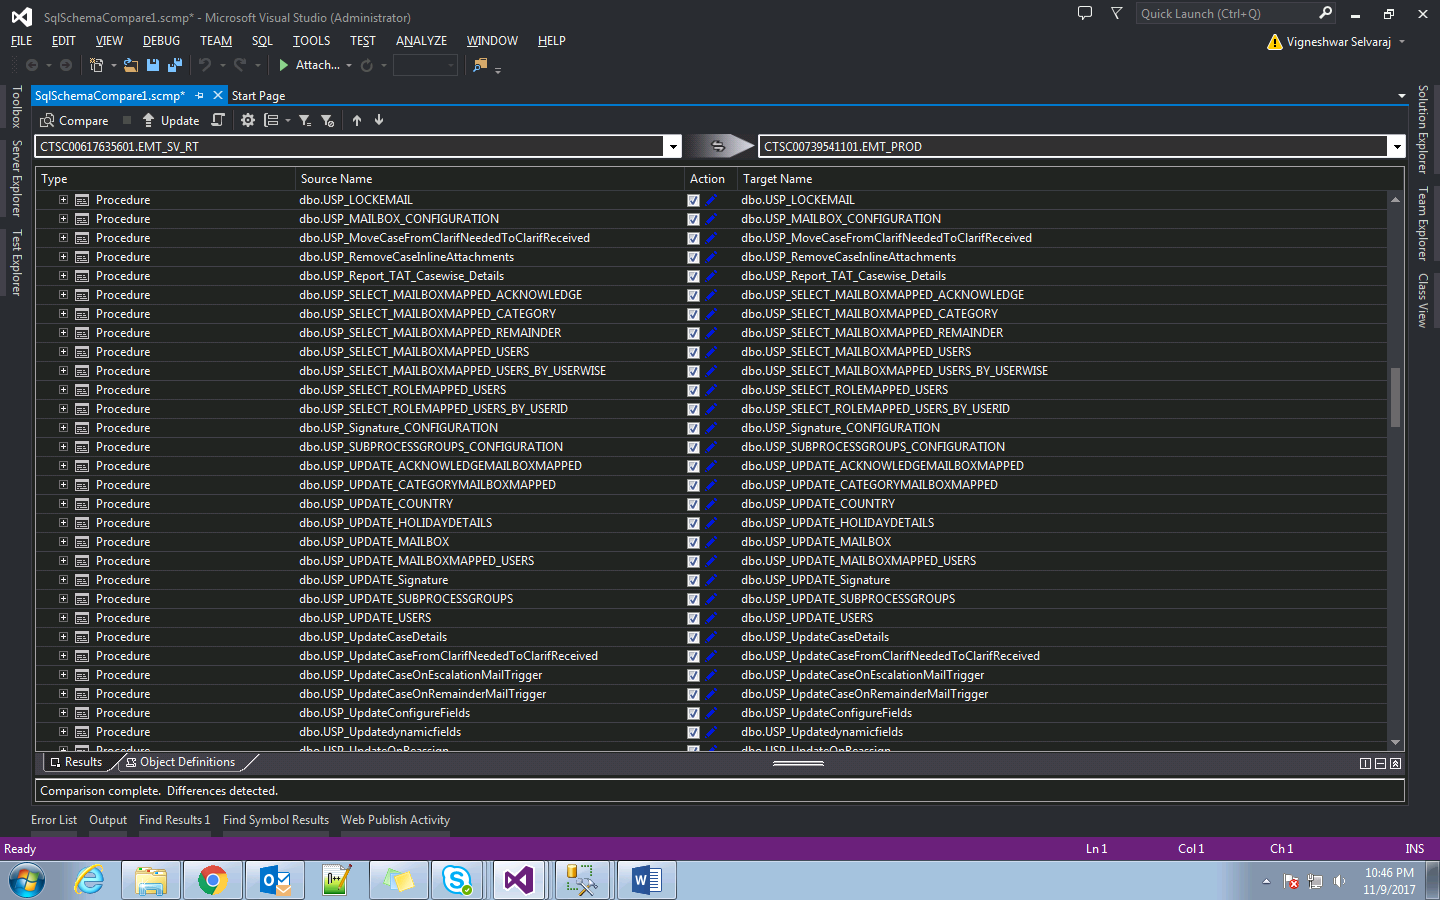 SqlSchemaCompare1.scmp* - Microsoft Visual Studio (Administrator)
Quick Launch (Ctrl+Q)
FILE EDIT VIEW DEBUG TEAM SQL TOOLS TEST ANALYZE WINDOW HELP
Vigneshwar Selvaraj
Attach...
Toolbox
Server Explorer
Test Explorer
SqlSchemaCompare1.scmp* Start Page
Compare Update
CTSC00617635601.EMT_SV_RT CTSC00739541101.EMT_PROD
Type Source Name Action Target Name
Procedure dbo.USP_LOCKEMAIL dbo.USP_LOCKEMAIL
Procedure dbo.USP_MAILBOX_CONFIGURATION dbo.USP_MAILBOX_CONFIGURATION
Procedure dbo.USP_MoveCaseFromClarifNeededToClarifReceived dbo.USP_MoveCaseFromClarifNeededToClarifReceived
Procedure dbo.USP_RemoveCaseInlineAttachments dbo.USP_RemoveCaseInlineAttachments
Procedure dbo.USP_Report_TAT_Casewise_Details dbo.USP_Report_TAT_Casewise_Details
Procedure dbo.USP_SELECT_MAILBOXMAPPED_ACKNOWLEDGE dbo.USP_SELECT_MAILBOXMAPPED_ACKNOWLEDGE
Procedure dbo.USP_SELECT_MAILBOXMAPPED_CATEGORY dbo.USP_SELECT_MAILBOXMAPPED_CATEGORY
Procedure dbo.USP_SELECT_MAILBOXMAPPED_REMAINDER dbo.USP_SELECT_MAILBOXMAPPED_REMAINDER
Procedure dbo.USP_SELECT_MAILBOXMAPPED_USERS dbo.USP_SELECT_MAILBOXMAPPED_USERS
Procedure dbo.USP_SELECT_MAILBOXMAPPED_USERS_BY_USERWISE dbo.USP_SELECT_MAILBOXMAPPED_USERS_BY_USERWISE
Procedure dbo.USP_SELECT_ROLEMAPPED_USERS dbo.USP_SELECT_ROLEMAPPED_USERS
Procedure dbo.USP_SELECT_ROLEMAPPED_USERS_BY_USERID dbo.USP_SELECT_ROLEMAPPED_USERS_BY_USERID
Procedure dbo.USP_Signature_CONFIGURATION dbo.USP_Signature_CONFIGURATION
Procedure dbo.USP_SUBPROCESSGROUPS_CONFIGURATION dbo.USP_SUBPROCESSGROUPS_CONFIGURATION
Procedure dbo.USP_UPDATE_ACKNOWLEDGEMAILBOXMAPPED dbo.USP_UPDATE_ACKNOWLEDGEMAILBOXMAPPED
Procedure dbo.USP_UPDATE_CATEGORYMAILBOXMAPPED dbo.USP_UPDATE_CATEGORYMAILBOXMAPPED
Procedure dbo.USP_UPDATE_COUNTRY dbo.USP_UPDATE_COUNTRY
Procedure dbo.USP_UPDATE_HOLIDAYDETAILS dbo.USP_UPDATE_HOLIDAYDETAILS
Procedure dbo.USP_UPDATE_MAILBOX dbo.USP_UPDATE_MAILBOX
Procedure dbo.USP_UPDATE_MAILBOXMAPPED_USERS dbo.USP_UPDATE_MAILBOXMAPPED_USERS
Procedure dbo.USP_UPDATE_Signature dbo.USP_UPDATE_Signature
Procedure dbo.USP_UPDATE_SUBPROCESSGROUPS dbo.USP_UPDATE_SUBPROCESSGROUPS
Procedure dbo.USP_UPDATE_USERS dbo.USP_UPDATE_USERS
Procedure dbo.USP_UpdateCaseDetails dbo.USP_UpdateCaseDetails
Procedure dbo.USP_UpdateCaseFromClarifNeededToClarifReceived dbo.USP_UpdateCaseFromClarifNeededToClarifReceived
Procedure dbo.USP_UpdateCaseOnEscalationMailTrigger dbo.USP_UpdateCaseOnEscalationMailTrigger
Procedure dbo.USP_UpdateCaseOnRemainderMailTrigger dbo.USP_UpdateCaseOnRemainderMailTrigger
Procedure dbo.USP_UpdateConfigureFields dbo.USP_UpdateConfigureFields
Procedure dbo.USP_Updatedynamicfields dbo.USP_Updatedynamicfields
Procedure dbo.USP_UpdateOnReassign dbo.USP_UpdateOnReassign
Solution Explorer
Team Explorer
Class View
Results Object Definitions
Comparison complete. Differences detected.
Error List Output Find Results 1 Find Symbol Results Web Publish Activity
Ready Ln 1 Col 1 Ch 1 INS
10:46 PM
11/9/2017